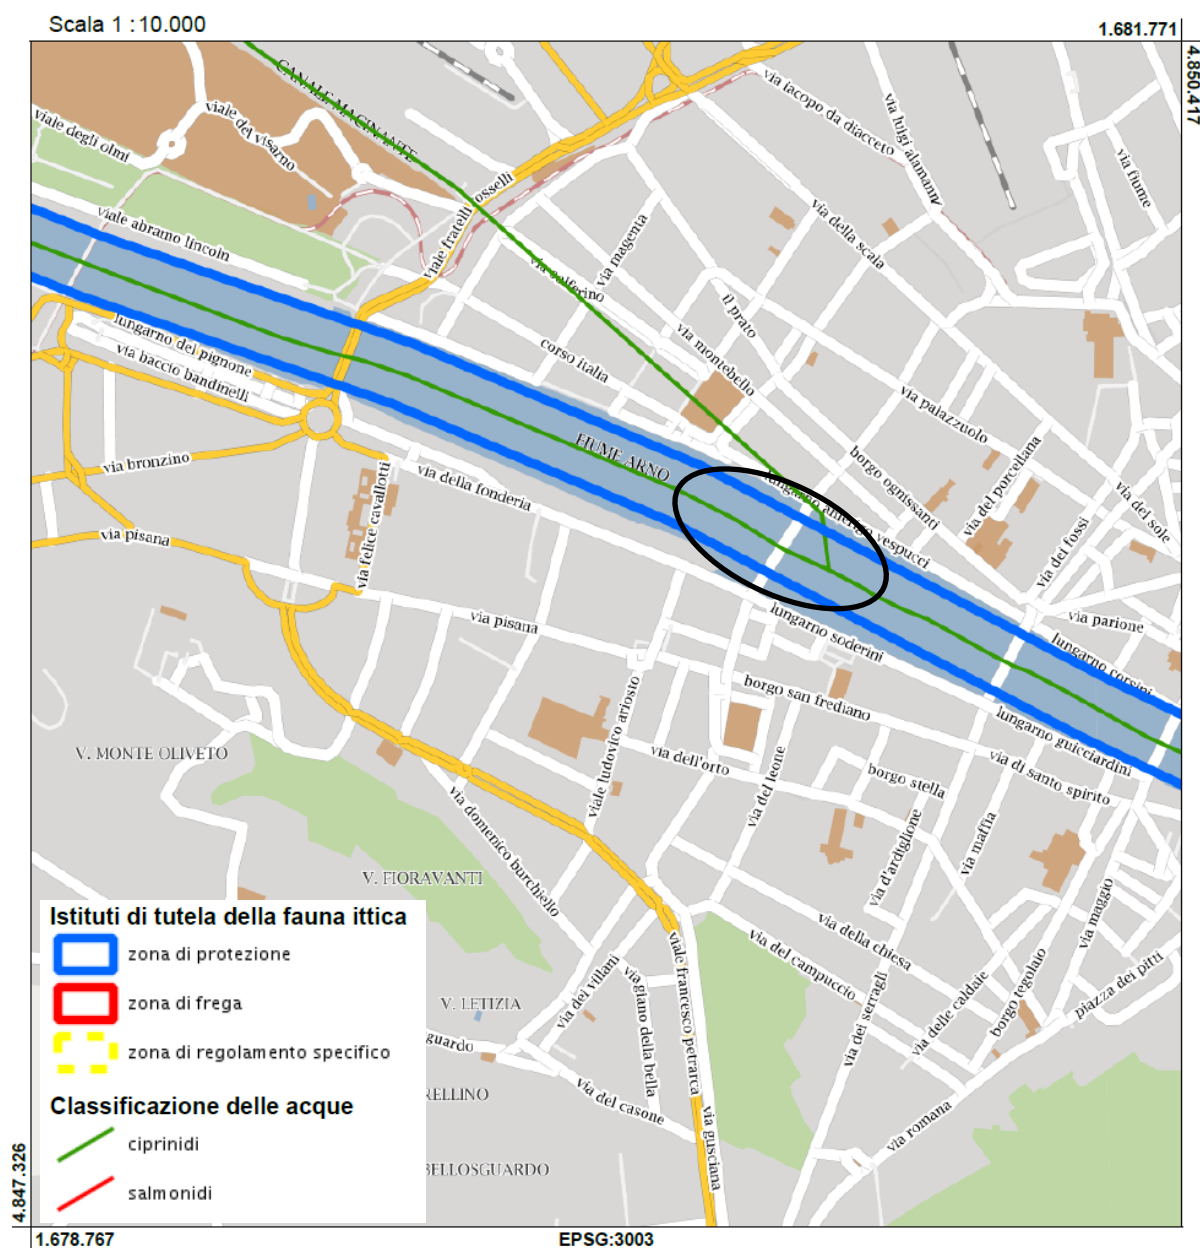 Scala 1 :10.000
1.681.771
4.850.417
CANALE MACINANTE
viale degli olmi
viale del visarno
via iacopo da diacceto
via luigi alamanni
via fiume
viale abramo lincoln
viale fratelli rosselli
via magenta
via della scala
via solferino
il prato
lungarno del pignone
via baccio bandinelli
corso italia
via montebello
via palazzuolo
FIUME ARNO
via bronzino
via della fonderia
borgo ognissanti
via del porcellana
via del sole
lungarno amerigo vespucci
via dei fossi
via pisana
via felice cavallotti
via pisana
lungarno soderini
via parione
lungarno corsini
borgo san frediano
lungarno guicciardini
V. MONTE OLIVETO
viale ludovico ariosto
via dell'orto
via del leone
borgo stella
via di santo spirito
via domenico burchiello
via d'ardiglione
via maffia
V. FIORAVANTI
via maggio
via della chiesa
via del campuccio
viale francesco petrarca
via dei villani
via giano della bella
via dei serragli
via delle caldaie
borgo tegolaio
piazza dei pitti
V. LETIZIA
guardo
RELLINO
via del casone
via romana
via gusciana
BELLOSGUARDO
Istituti di tutela della fauna ittica
zona di protezione
zona di frega
zona di regolamento specifico
Classificazione delle acque
ciprinidi
salmonidi
4.847.326
1.678.767
EPSG:3003